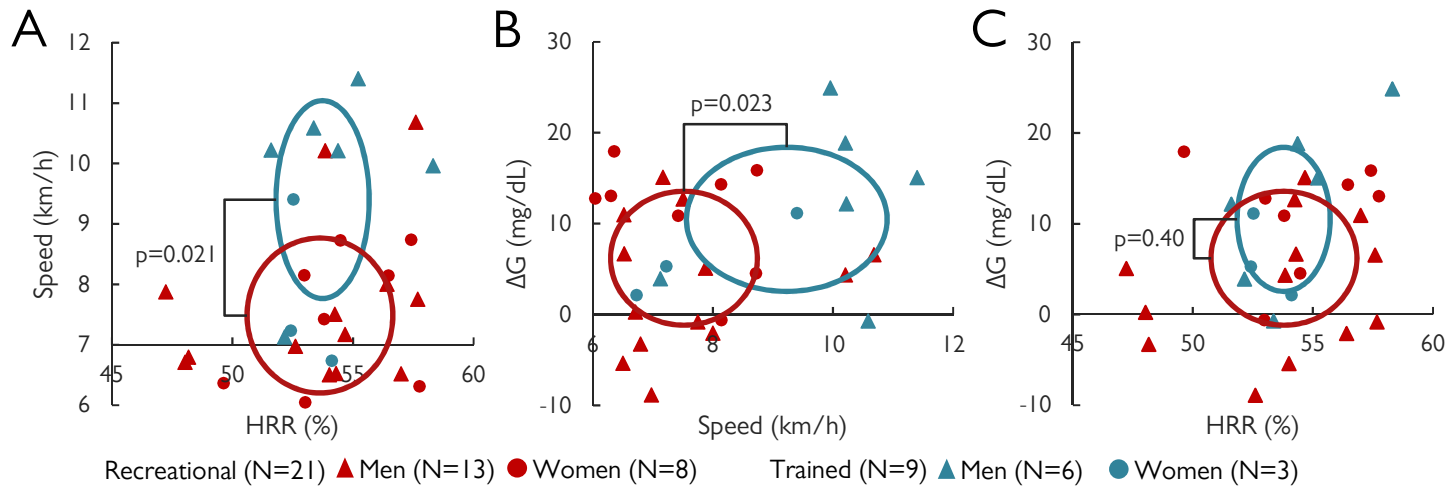 A
B
C
Speed (km/h)
12
11
10
9
8
7
6
p=0.021
45
50
55
60
HRR (%)
ΔG (mg/dL)
30
20
10
0
-10
p=0.023
6
8
10
12
Speed (km/h)
ΔG (mg/dL)
30
20
10
0
-10
p=0.40
45
50
55
60
HRR (%)
Recreational (N=21) Men (N=13) Women (N=8) Trained (N=9) Men (N=6) Women (N=3)